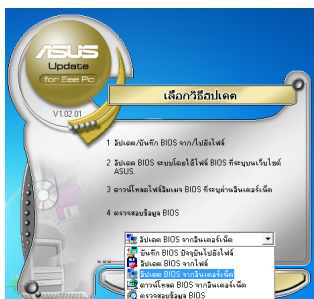 ASUS
Update
for Eee Pc
V1.02.01
เลือกวิธีอัปเดต
1 อัปเดต/บันทึก BIOS จาก/ไปยังไฟล์
2 อัปเดต BIOS ระบบโดยใช้ไฟล์ BIOS ที่ระบุบนเว็บไซต์
ASUS.
3 ดาวน์โหลดไฟล์อิมเมจ BIOS ที่ระบุผ่านอินเตอร์เน็ต
4 ตรวจสอบข้อมูล BIOS
อัปเดต BIOS จากอินเตอร์เน็ต
บันทึก BIOS ปัจจุบันไปยังไฟล์
อัปเดต BIOS จากไฟล์
อัปเดต BIOS จากอินเตอร์เน็ต
ดาวน์โหลด BIOS จากอินเตอร์เน็ต
ตรวจสอบข้อมูล BIOS